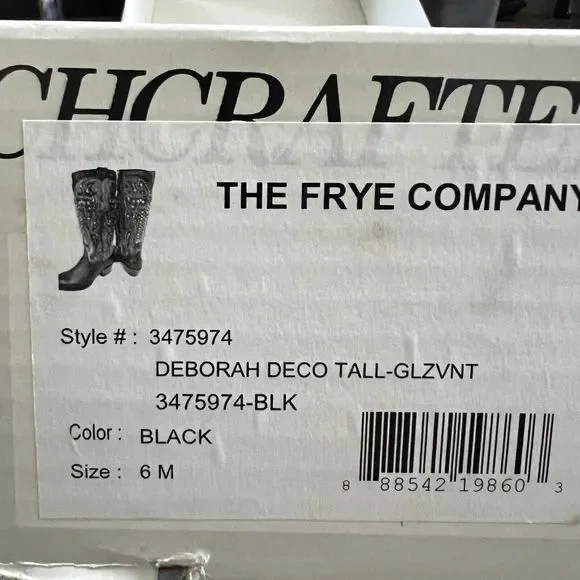 CHCRAFTE
THE FRYE COMPANY
Style # : 3475974
DEBORAH DECO TALL-GLZVNT
3475974-BLK
Color : BLACK
Size : 6 M
8 88542 19860 3